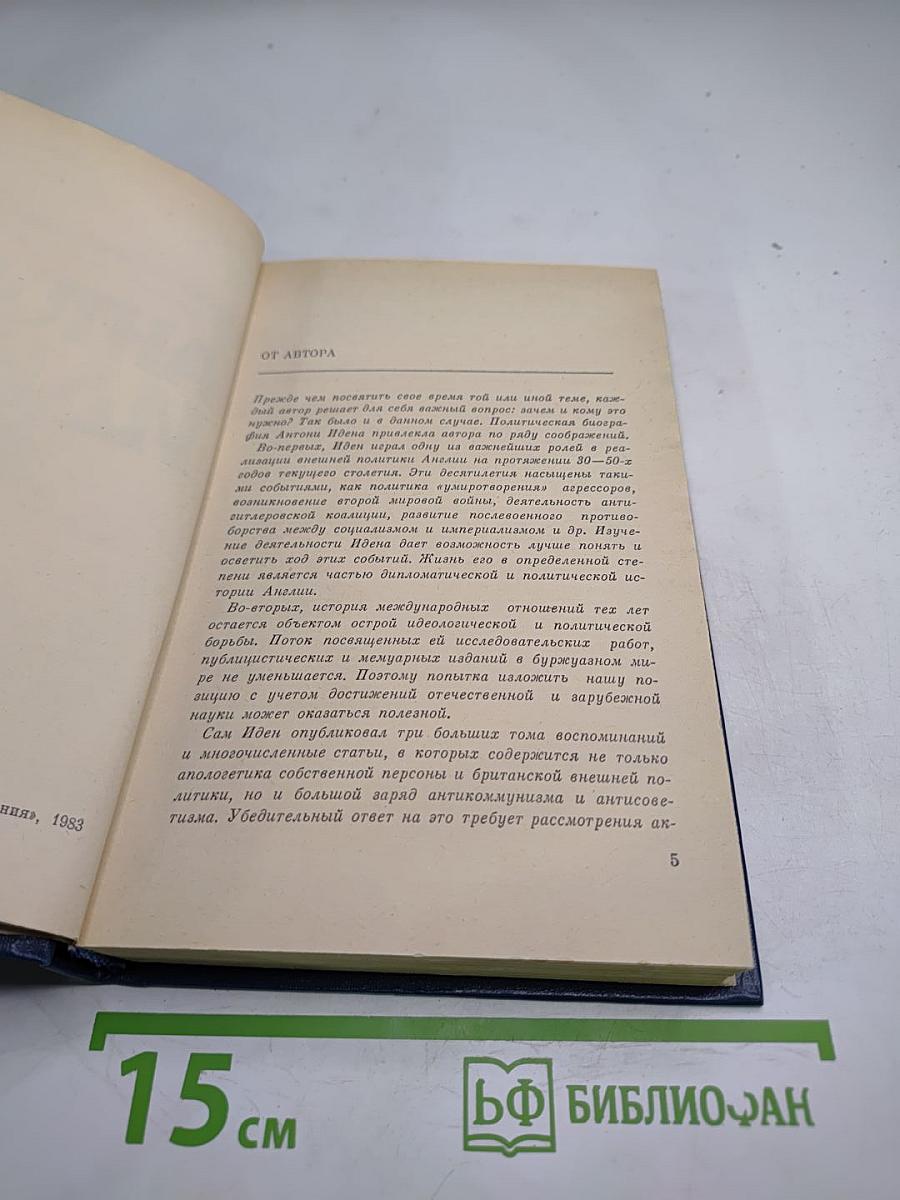 ОТ АВТОРА
Прежде чем посвятить свое время той или иной теме, каж-
дый автор решает для себя важный вопрос: зачем и кому это
нужно? Так было и в данном случае. Политическая биогра-
фия Антони Идена привлекла автора по ряду соображений.
Во-первых, Иден играл одну из важнейших ролей в реа-
лизации внешней политики Англии на протяжении 30—50-х
годов текущего столетия. Эти десятилетия насыщены таки-
ми событиями, как политика «умиротворения» агрессоров,
возникновение второй мировой войны, деятельность анти-
гитлеровской коалиции, развитие послевоенного противо-
борства между социализмом и империализмом и др. Изуче-
ние деятельности Идена дает возможность лучше понять и
осветить ход этих событий. Жизнь его в определенной сте-
пени является частью дипломатической и политической ис-
тории Англии.
Во-вторых, история международных отношений тех лет
остается объектом острой идеологической и политической
борьбы. Поток посвященных ей исследовательских работ,
публицистических и мемуарных изданий в буржуазном ми-
ре не уменьшается. Поэтому попытка изложить нашу по-
зицию с учетом достижений отечественной и зарубежной
науки может оказаться полезной.
Сам Иден опубликовал три больших тома воспоминаний
и многочисленные статьи, в которых содержится не только
апологетика собственной персоны и британской внешней по-
литики, но и большой заряд антикоммунизма и антисове-
тизма. Убедительный ответ на это требует рассмотрения ак-
5
ния», 1983
15 см
БФ БИБЛИОФАН